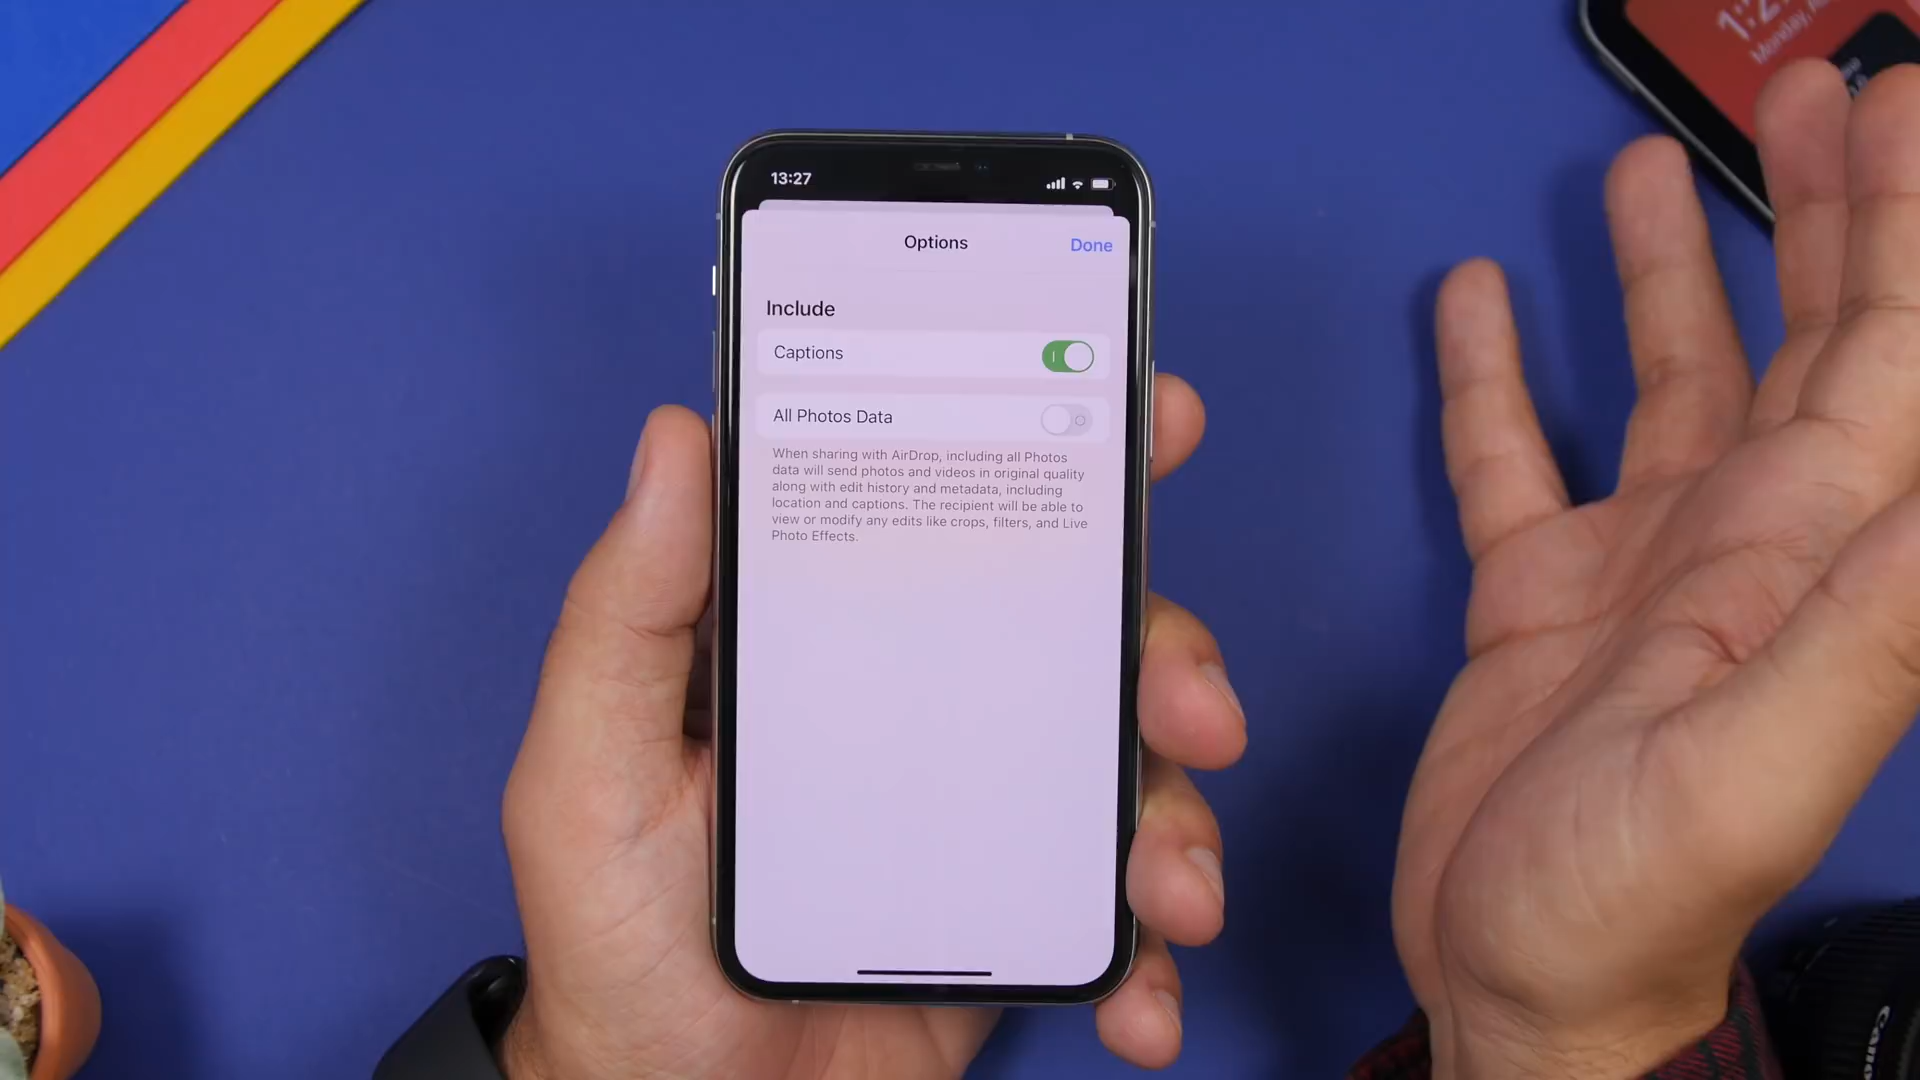 13:27
Options
Done
Include
Captions
All Photos Data
When sharing with AirDrop, including all Photos
data will send photos and videos in original quality
along with edit history and metadata, including
location and captions. The recipient will be able to
view or modify any edits like crops, filters, and Live
Photo Effects.
Monday,